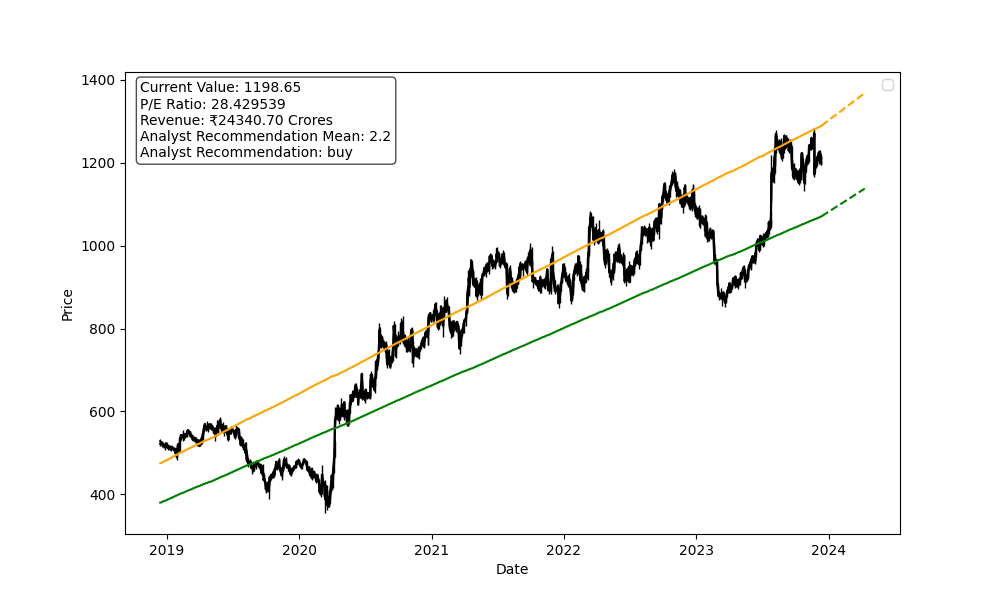 Current Value: 1198.65
P/E Ratio: 28.429539
Revenue: ₹24340.70 Crores
Analyst Recommendation Mean: 2.2
Analyst Recommendation: buy
1400
1200
1000
800
600
400
Price
2019
2020
2021
2022
2023
2024
Date